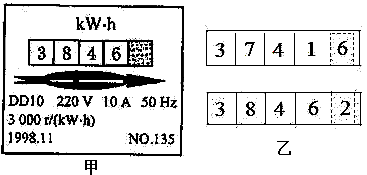 kW·h
3 8 4 6
DD10 220 V 10 A 50 Hz
3 000 r/(kW·h)
1998.11 NO.135
甲
3 7 4 1 6
3 8 4 6 2
乙